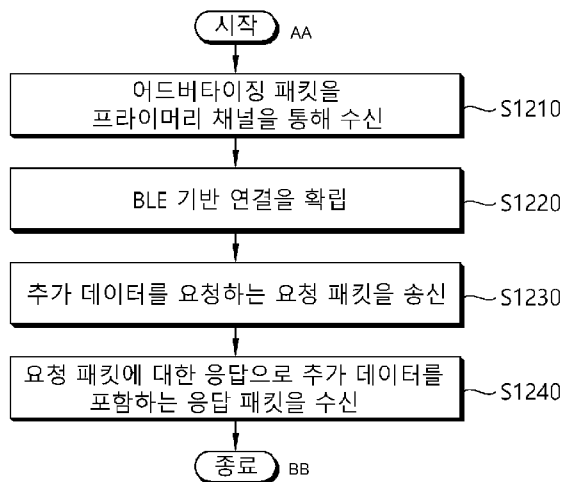 시작 AA
어드버타이징 패킷을
프라이머리 채널을 통해 수신
S1210
BLE 기반 연결을 확립
S1220
추가 데이터를 요청하는 요청 패킷을 송신
S1230
요청 패킷에 대한 응답으로 추가 데이터를
포함하는 응답 패킷을 수신
S1240
종료 BB